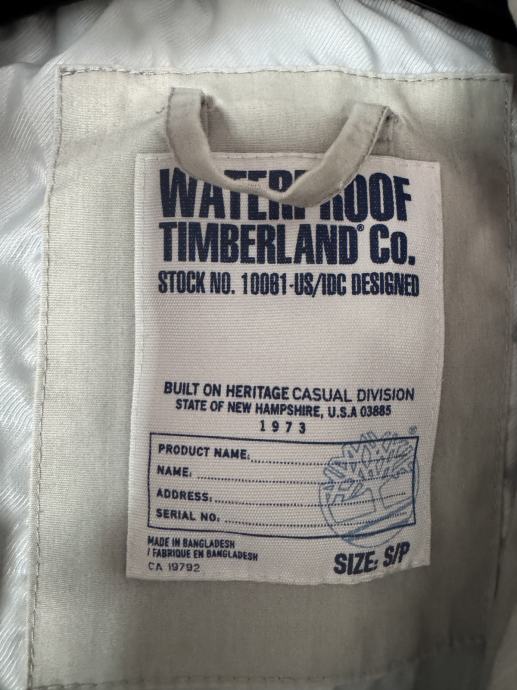 WATERPROOF
TIMBERLAND® CO.
STOCK NO. 10061-US/IDC DESIGNED
BUILT ON HERITAGE CASUAL DIVISION
STATE OF NEW HAMPSHIRE, U.S.A 03885
1973
PRODUCT NAME:
NAME:
ADDRESS:
SERIAL NO:
®
MADE IN BANGLADESH
/ FABRIQUE EN BANGLADESH
CA 19792
SIZE: S/P